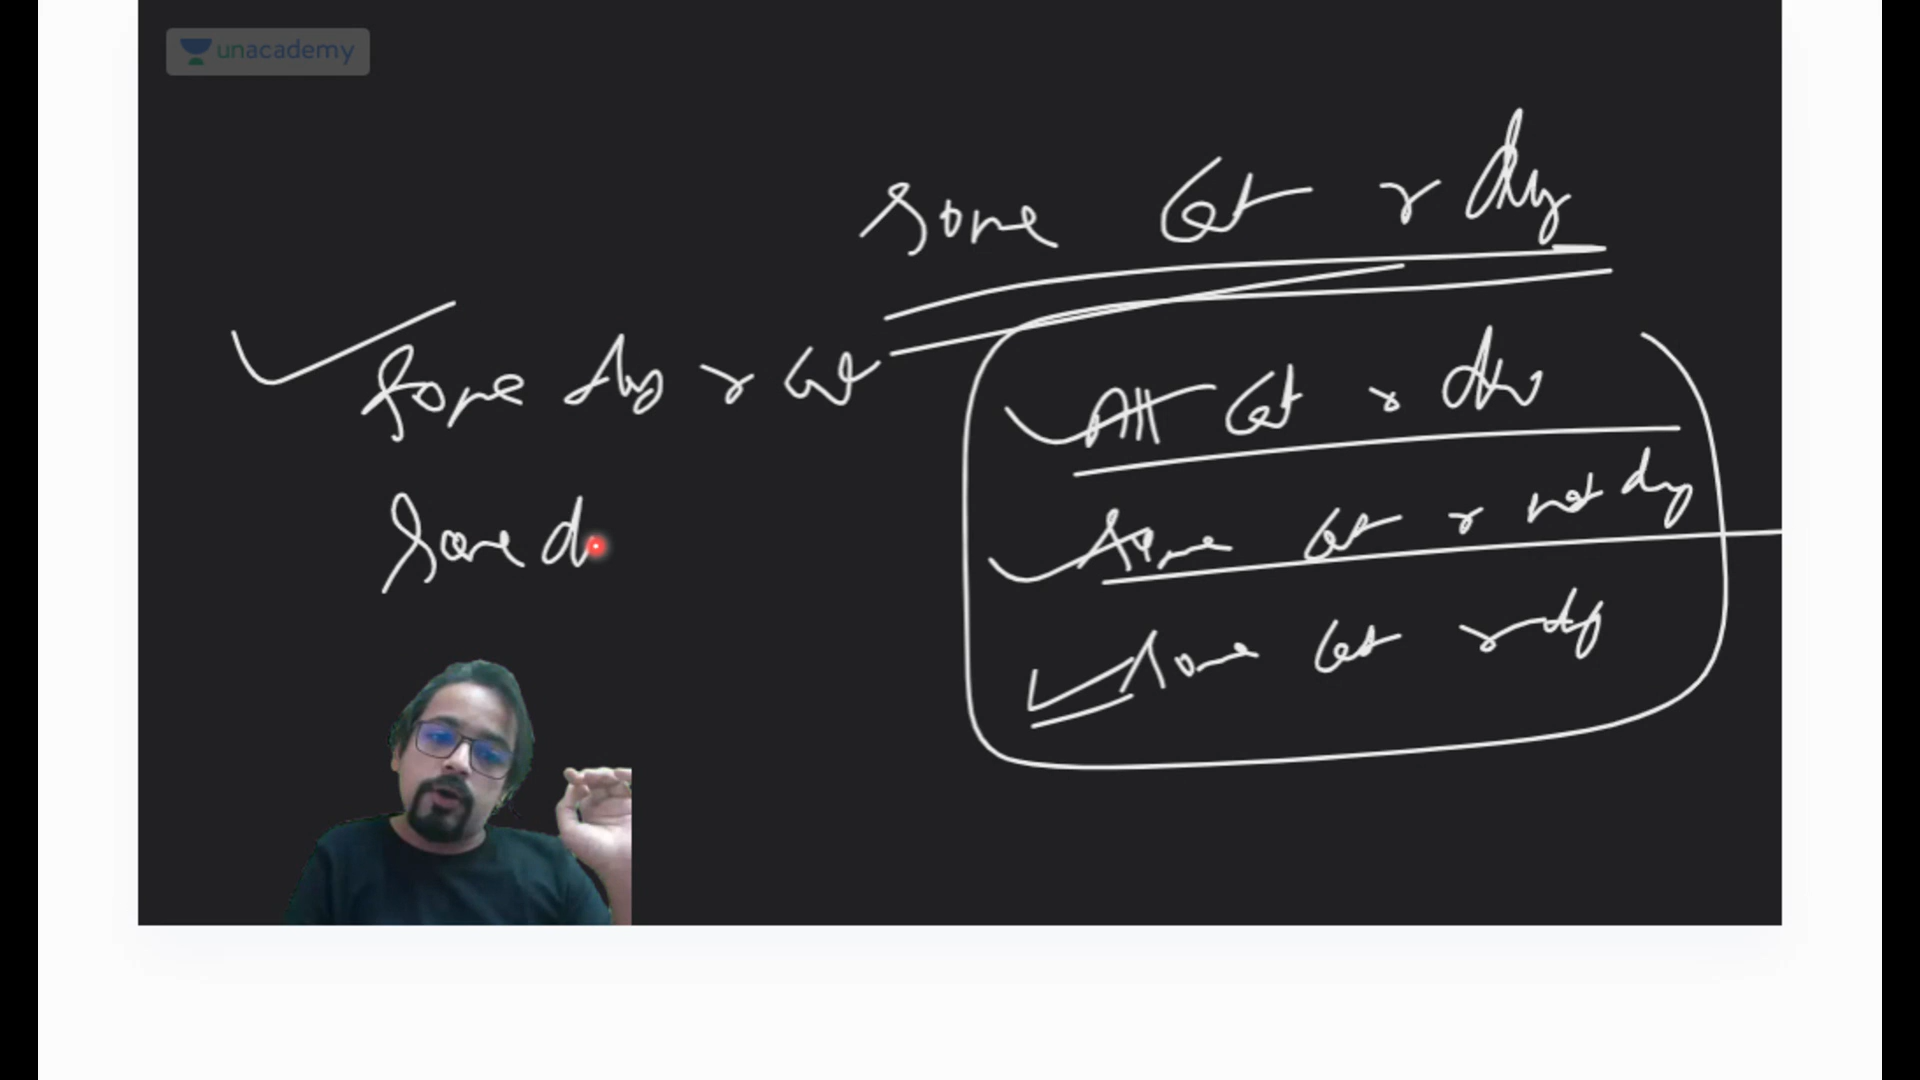 unacademy
Some Cat r dog
Some dog r cat
All Cat r dog
Some Cat r not dog
Some Cat r dog
Some d